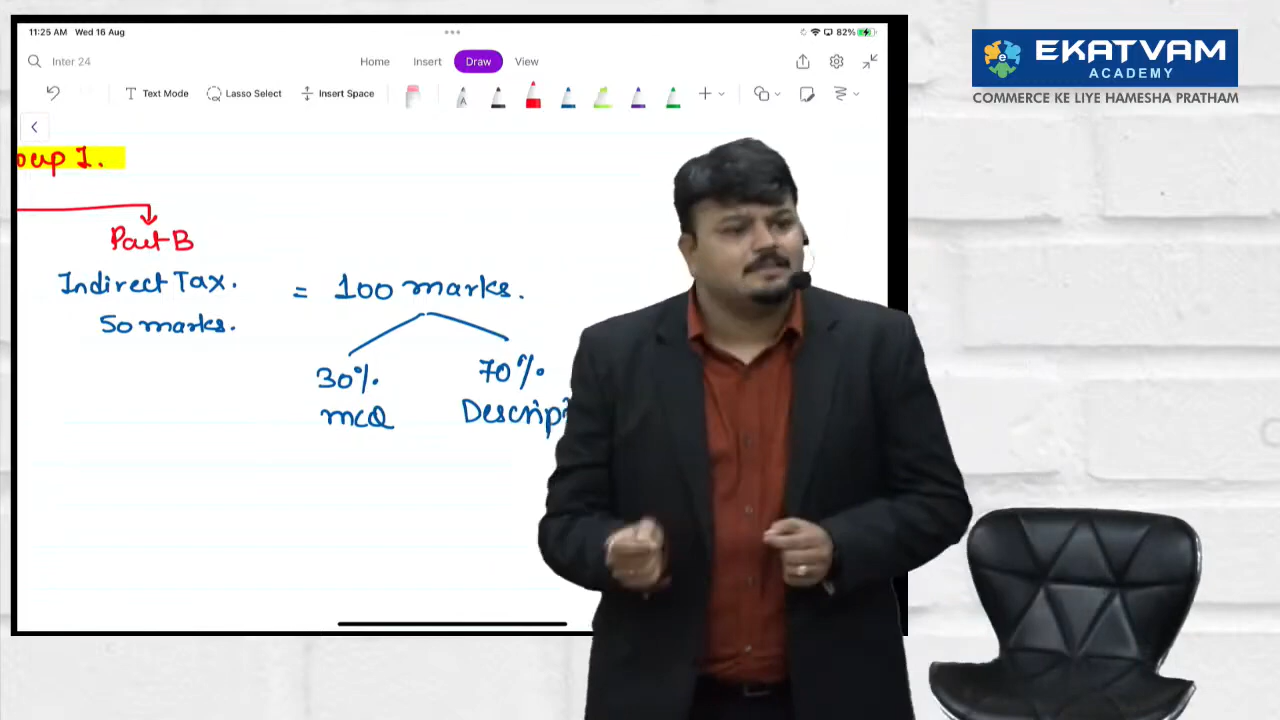 11:25 AM Wed 16 Aug
82%
Inter 24
Home Insert Draw View
Text Mode Lasso Select Insert Space
EKATVAM
ACADEMY
COMMERCE KE LIYE HAMESHA PRATHAM
oup I.
Part B
Indirect Tax.
50 marks.
= 100 marks.
30% 70%
MCQ Descrip